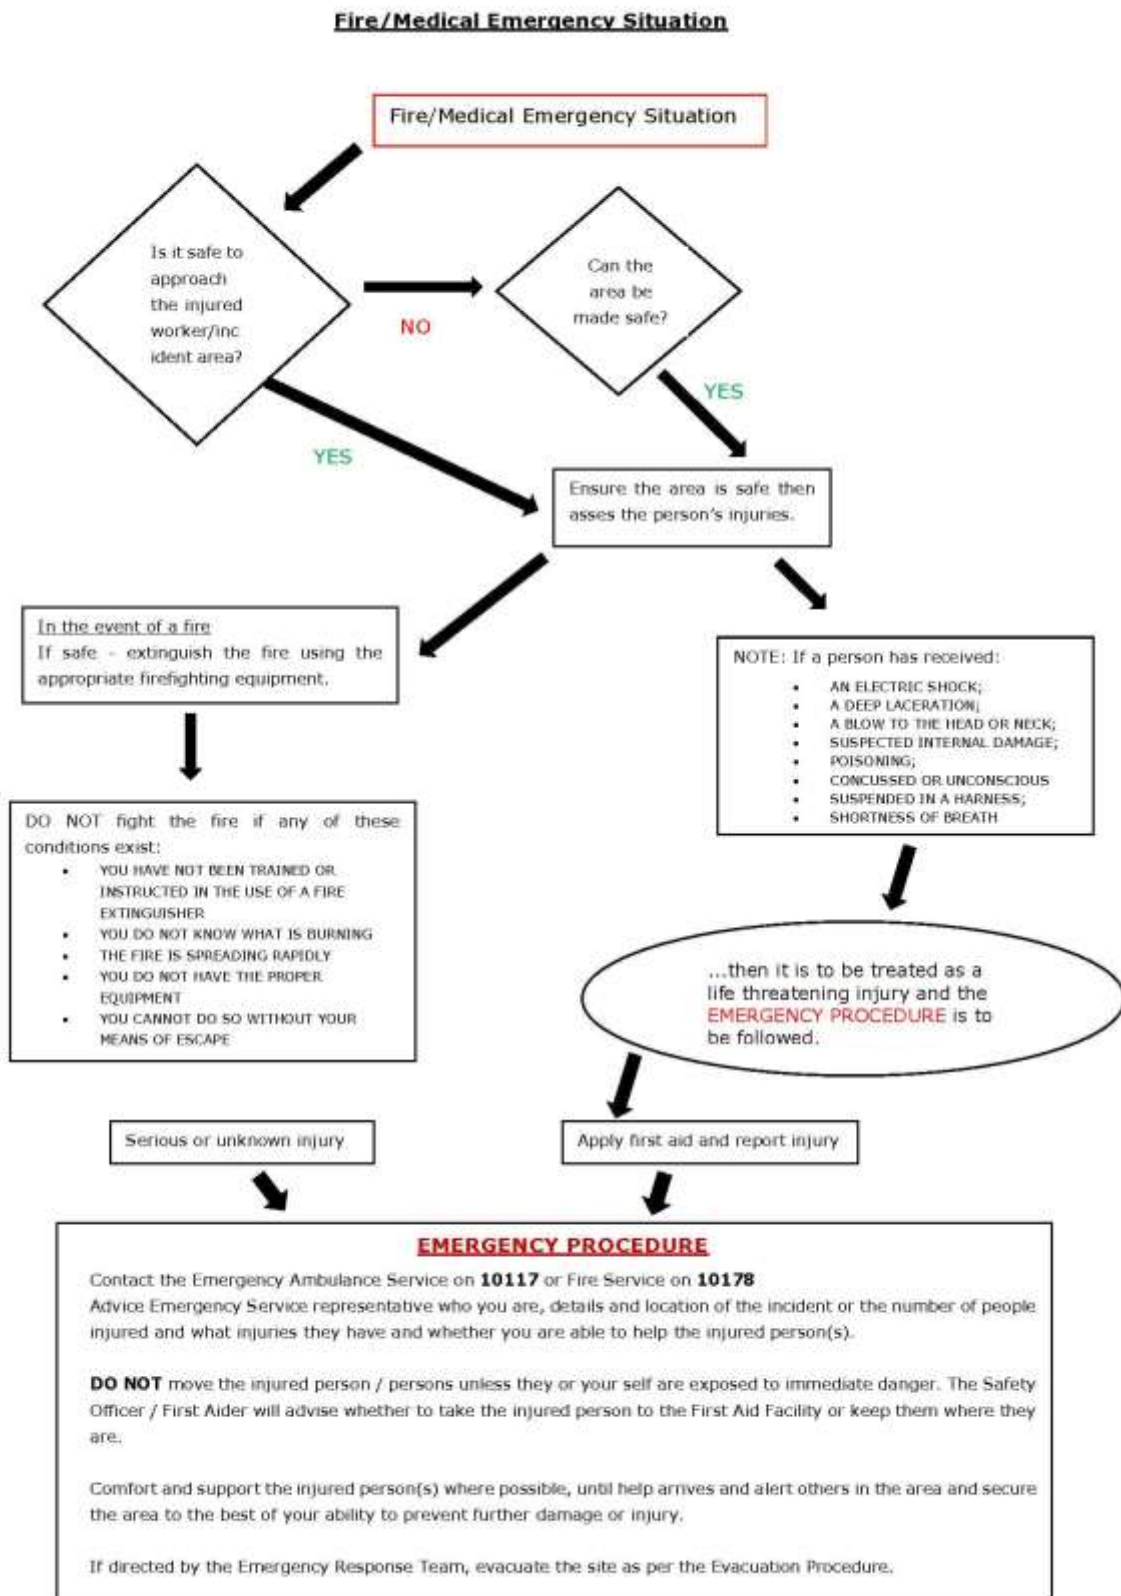 Fire/Medical Emergency Situation
Fire/Medical Emergency Situation
Is it safe to
approach
the injured
worker/inc
ident area?
NO
Can the
area be
made safe?
YES
YES
Ensure the area is safe then
asses the person's injuries.
In the event of a fire
If safe - extinguish the fire using the
appropriate firefighting equipment.
NOTE: If a person has received:
• AN ELECTRIC SHOCK;
• A DEEP LACERATION;
• A BLOW TO THE HEAD OR NECK;
• SUSPECTED INTERNAL DAMAGE;
• POISONING;
• CONCUSSED OR UNCONSCIOUS
• SUSPENDED IN A HARNESS;
• SHORTNESS OF BREATH
DO NOT fight the fire if any of these
conditions exist:
• YOU HAVE NOT BEEN TRAINED OR
INSTRUCTED IN THE USE OF A FIRE
EXTINGUISHER
• YOU DO NOT KNOW WHAT IS BURNING
• THE FIRE IS SPREADING RAPIDLY
• YOU DO NOT HAVE THE PROPER
EQUIPMENT
• YOU CANNOT DO SO WITHOUT YOUR
MEANS OF ESCAPE
...then it is to be treated as a
life threatening injury and the
EMERGENCY PROCEDURE is to
be followed.
Serious or unknown injury
Apply first aid and report injury
EMERGENCY PROCEDURE
Contact the Emergency Ambulance Service on 10117 or Fire Service on 10178
Advice Emergency Service representative who you are, details and location of the incident or the number of people
injured and what injuries they have and whether you are able to help the injured person(s).
DO NOT move the injured person / persons unless they or your self are exposed to immediate danger. The Safety
Officer / First Aider will advise whether to take the injured person to the First Aid Facility or keep them where they
are.
Comfort and support the injured person(s) where possible, until help arrives and alert others in the area and secure
the area to the best of your ability to prevent further damage or injury.
If directed by the Emergency Response Team, evacuate the site as per the Evacuation Procedure.